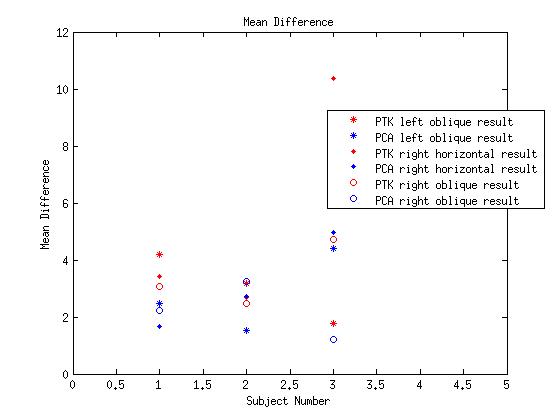 Mean Difference
12
10
8
6
4
2
0
Mean Difference
PTK left oblique result
PCA left oblique result
PTK right horizontal result
PCA right horizontal result
PTK right oblique result
PCA right oblique result
0 0.5 1 1.5 2 2.5 3 3.5 4 4.5 5
Subject Number